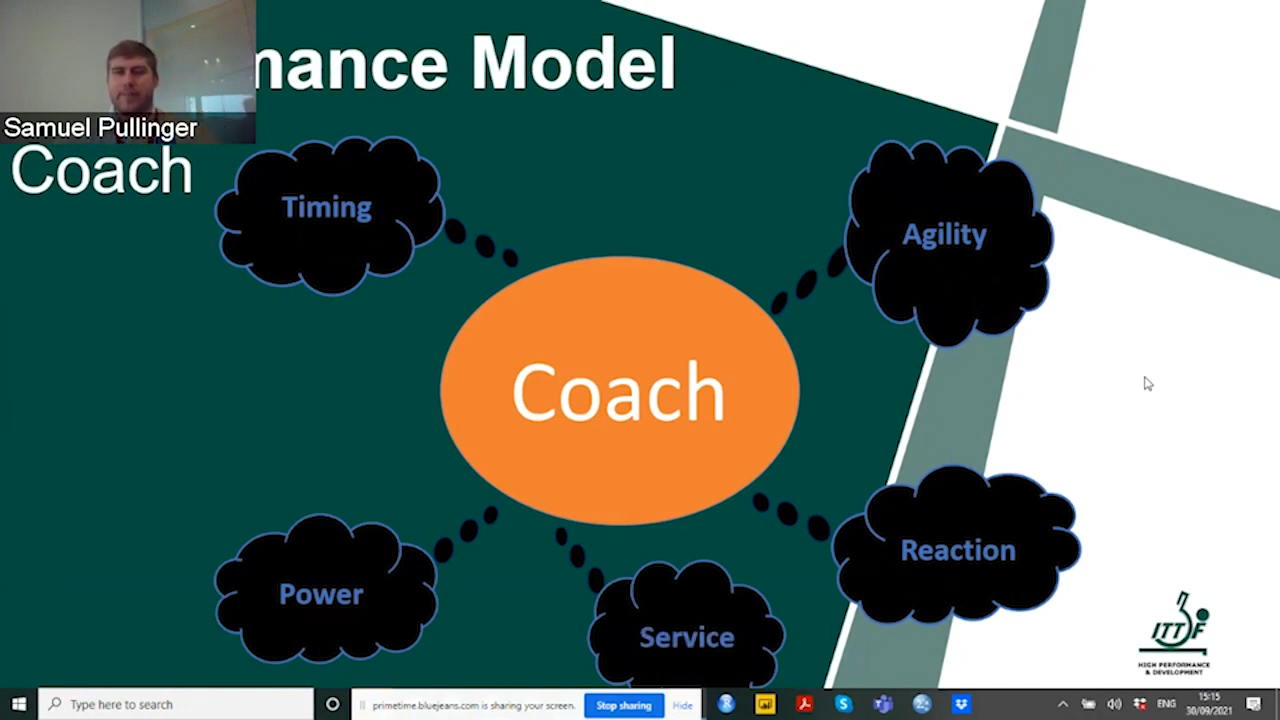 mance Model
Samuel Pullinger
Coach
Timing
Agility
Coach
Reaction
Power
Service
ITTF
HIGH PERFORMANCE
& DEVELOPMENT
Type here to search
primetime.bluejeans.com is sharing your screen.
Stop sharing
Hide
ENG
15:15
30/09/2021